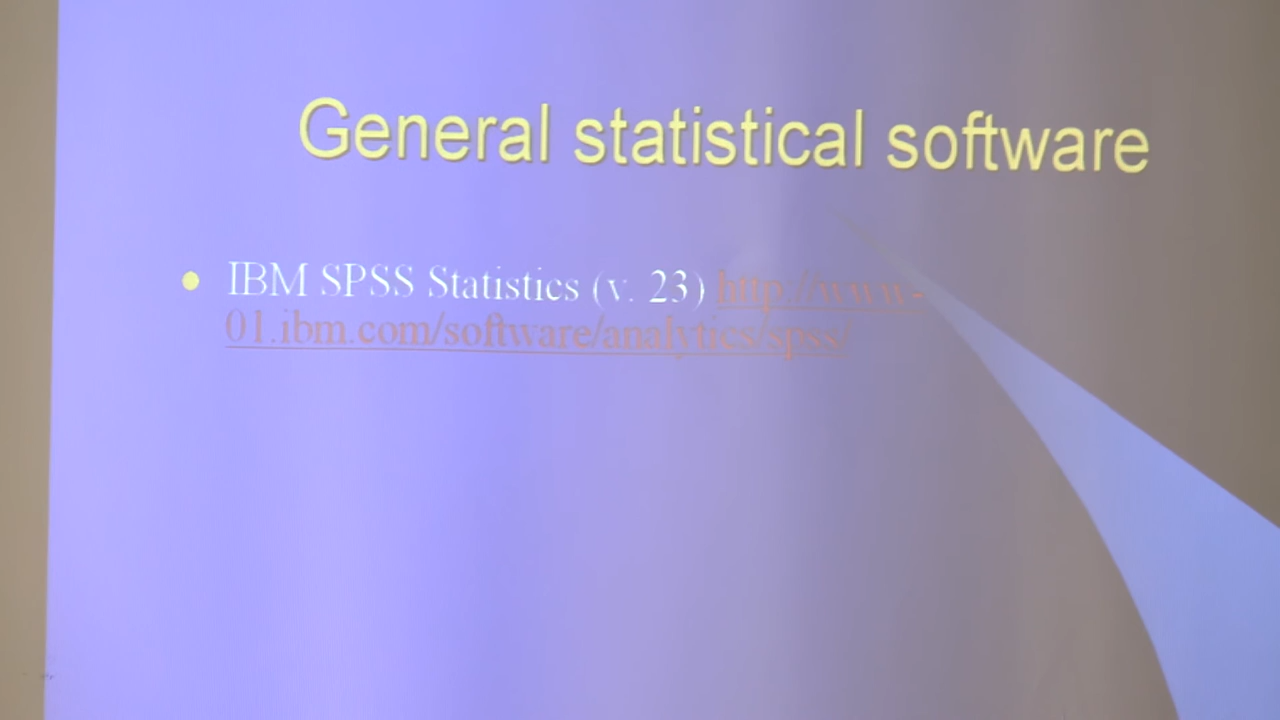 General statistical software
IBM SPSS Statistics (v. 23) http://www-
01.ibm.com/software/analytics/spss/